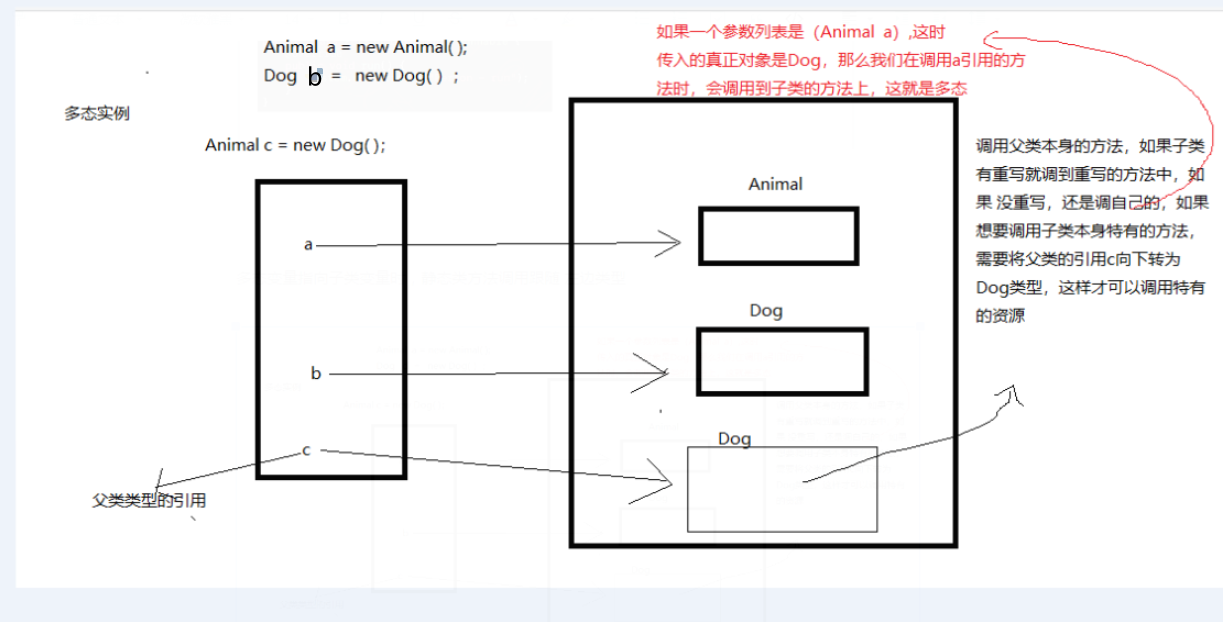 Animal a = new Animal( );
Dog b = new Dog( ) ;
多态实例
Animal c = new Dog( );
如果一个参数列表是（Animal a）,这时
传入的真正对象是Dog，那么我们在调用a引用的方
法时，会调用到子类的方法上，这就是多态
a
b
c
父类类型的引用
Animal
Dog
Dog
调用父类本身的方法，如果子类
有重写就调到重写的方法中，如
果 没重写，还是调自己的，如果
想要调用子类本身特有的方法，
需要将父类的引用c向下转为
Dog类型，这样才可以调用特有
的资源